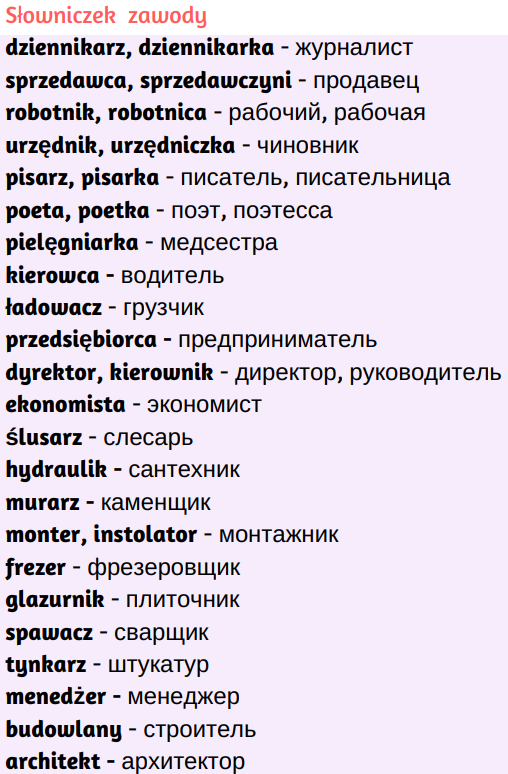 Słowniczek zawody
dziennikarz, dziennikarka - журналист
sprzedawca, sprzedawczyni - продавец
robotnik, robotnica - рабочий, рабочая
urzędnik, urzędniczka - чиновник
pisarz, pisarka - писатель, писательница
poeta, poetka - поэт, поэтесса
pielęgniarka - медсестра
kierowca - водитель
ładowacz - грузчик
przedsiębiorca - предприниматель
dyrektor, kierownik - директор, руководитель
ekonomista - экономист
ślusarz - слесарь
hydraulik - сантехник
murarz - каменщик
monter, instolator - монтажник
frezer - фрезеровщик
glazurnik - плиточник
spawacz - сварщик
tynkarz - штукатур
menedżer - менеджер
budowlany - строитель
architekt - архитектор